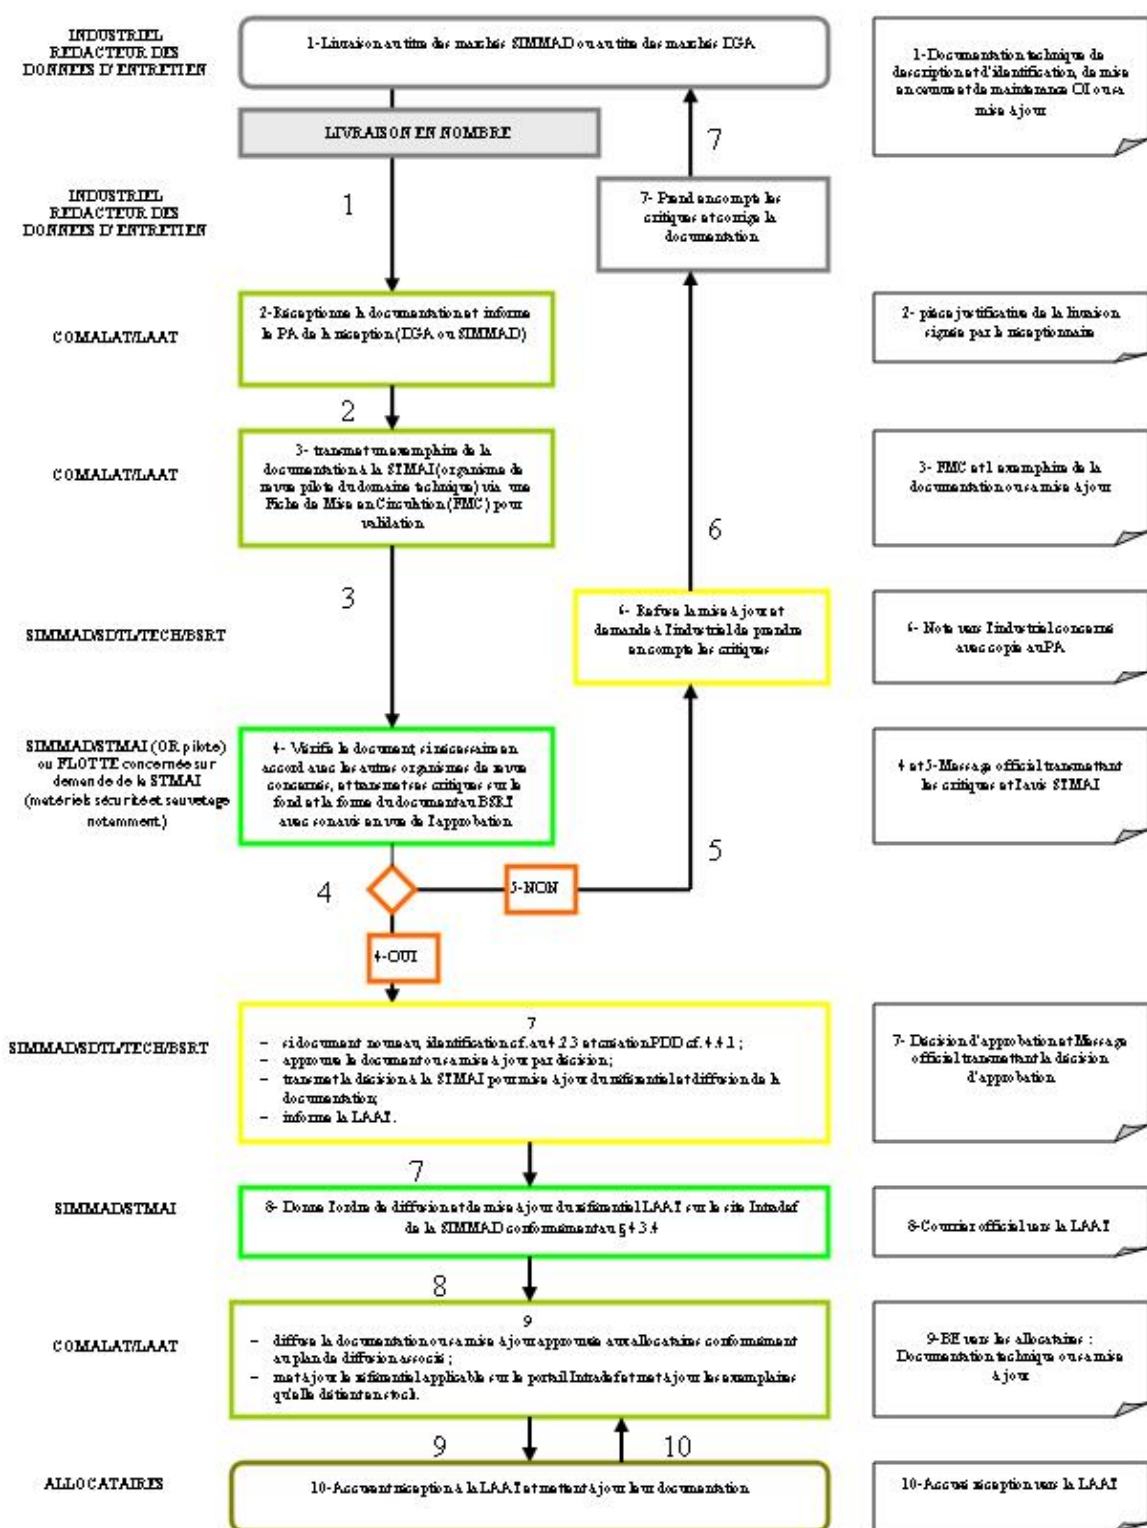 INDUSTRIEL
REDACTEUR DES
DONNEES D'ENTRETIEN
1-Livraison au titre des marchés SIMMAD ou au titre des marchés DGA
1-Documentation technique de
description et d'identification, de mise
en oeuvre et de maintenance OI ou sa
mise à jour
LIVRAISON EN NOMBRE
7
1
INDUSTRIEL
REDACTEUR DES
DONNEES D'ENTRETIEN
7- Prend en compte les
critiques et corrige la
documentation
COMALAT/LAAT
2-Réceptionne la documentation et informe
le PA de la réception (DGA ou SIMMAD)
2- pièce justificative de la livraison
signée par le réceptionnaire
2
COMALAT/LAAT
3- transmet un exemplaire de la
documentation à la STMAI (organisme de
revue pilote du domaine technique) via une
Fiche de Mise en Circulation (FMC) pour
validation
3- FMC et 1 exemplaire de la
documentation ou sa mise à jour
6
3
SIMMAD/SDTL/TECH/BSRT
6- Refuse la mise à jour et
demande à l'industriel de prendre
en compte les critiques
6- Note vers l'industriel concerné
avec copie au PA
SIMMAD/STMAI (OR pilote)
ou FLOTTE concernée sur
demande de la STMAI
(matériels sécurité et sauvetage
notamment)
4- Vérifie le document, si nécessaire en
accord avec les autres organismes de revue
concernés, et transmet ses critiques sur le
fond et la forme du document au BSRT
avec son avis en vue de l'approbation
4 et 5-Message officiel transmettant
les critiques et l'avis STMAI
5
4
5-NON
4-OUI
SIMMAD/SDTL/TECH/BSRT
7
– si document nouveau, identification cf. au 4.2.3 et création PDD cf. 4.4.1 ;
– approuve le document ou sa mise à jour par décision;
– transmet la décision à la STMAI pour mise à jour du référentiel et diffusion de la
documentation;
– informe la LAAT.
7- Décision d'approbation et Message
officiel transmettant la décision
d'approbation
7
SIMMAD/STMAI
8- Donne l'ordre de diffusion et de mise à jour du référentiel LAAT sur le site Intradef
de la SIMMAD conformément au § 4.3.4
8-Courrier officiel vers la LAAT
8
COMALAT/LAAT
9
– diffuse la documentation ou sa mise à jour approuvée aux allocataires conformément
au plan de diffusion associé ;
– met à jour le référentiel applicable sur le portail Intradef et met à jour les exemplaires
qu'elle détient en stock.
9-BE vers les allocataires :
Documentation technique ou sa mise
à jour
9
10
ALLOCATAIRES
10-Accusent réception à la LAAT et mettent à jour leur documentation
10-Accusé réception vers la LAAT